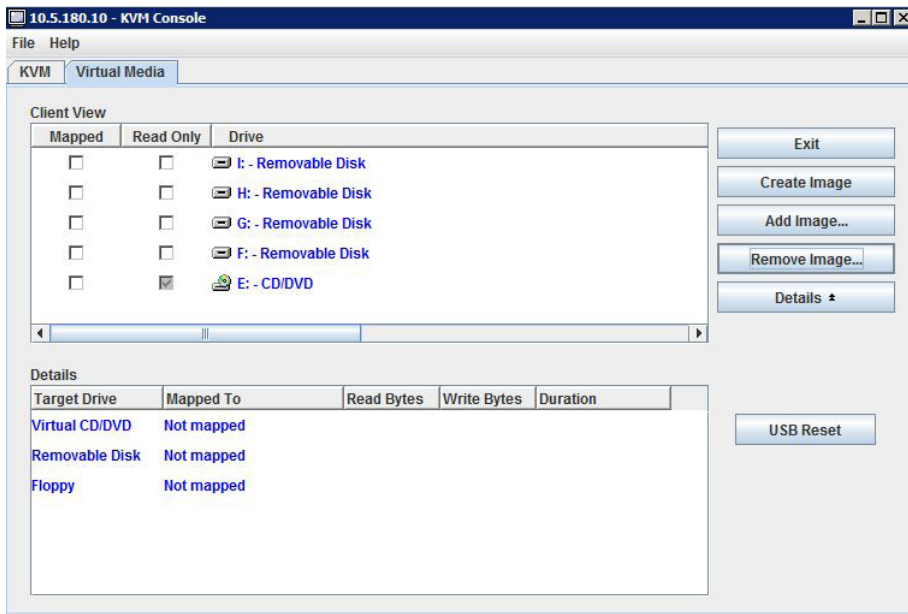 10.5.180.10 - KVM Console
File Help
KVM Virtual Media
Client View
Mapped Read Only Drive
I: - Removable Disk
H: - Removable Disk
G: - Removable Disk
F: - Removable Disk
E: - CD/DVD
Exit
Create Image
Add Image...
Remove Image...
Details
Details
Target Drive Mapped To Read Bytes Write Bytes Duration
Virtual CD/DVD Not mapped
Removable Disk Not mapped
Floppy Not mapped
USB Reset